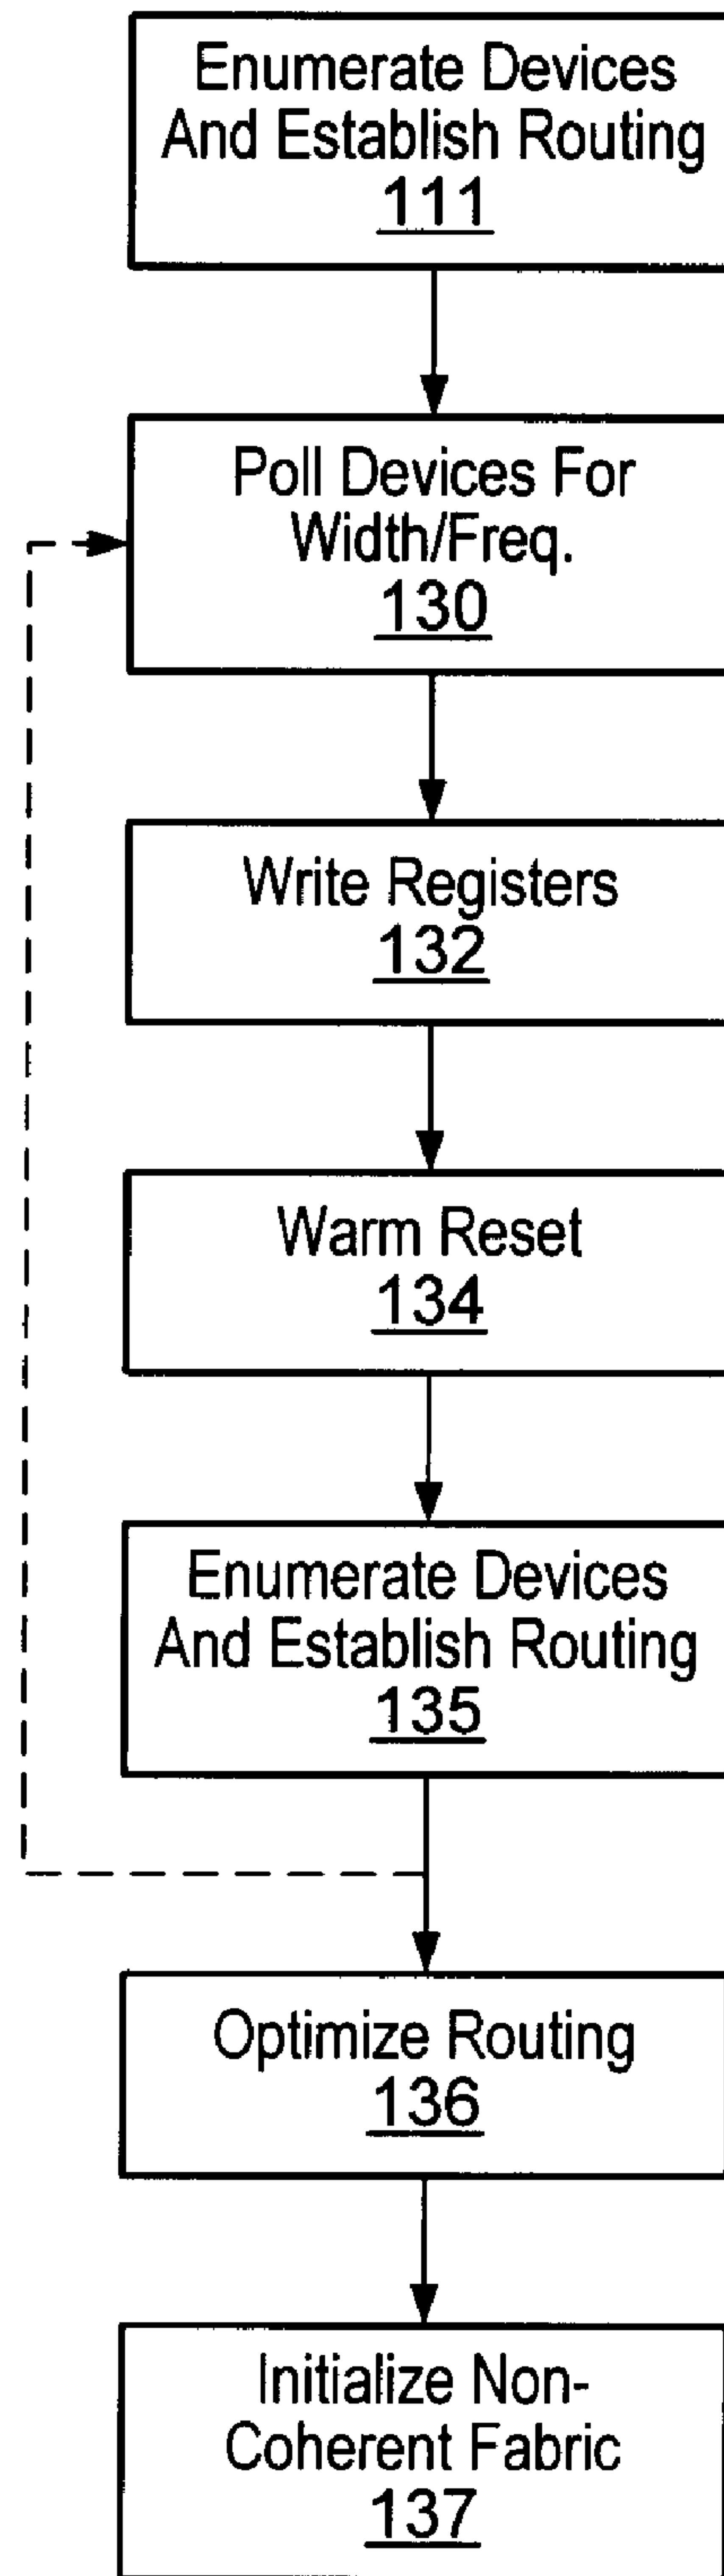 Enumerate Devices
And Establish Routing
111
Poll Devices For
Width/Freq.
130
Write Registers
132
Warm Reset
134
Enumerate Devices
And Establish Routing
135
Optimize Routing
136
Initialize Non-
Coherent Fabric
137